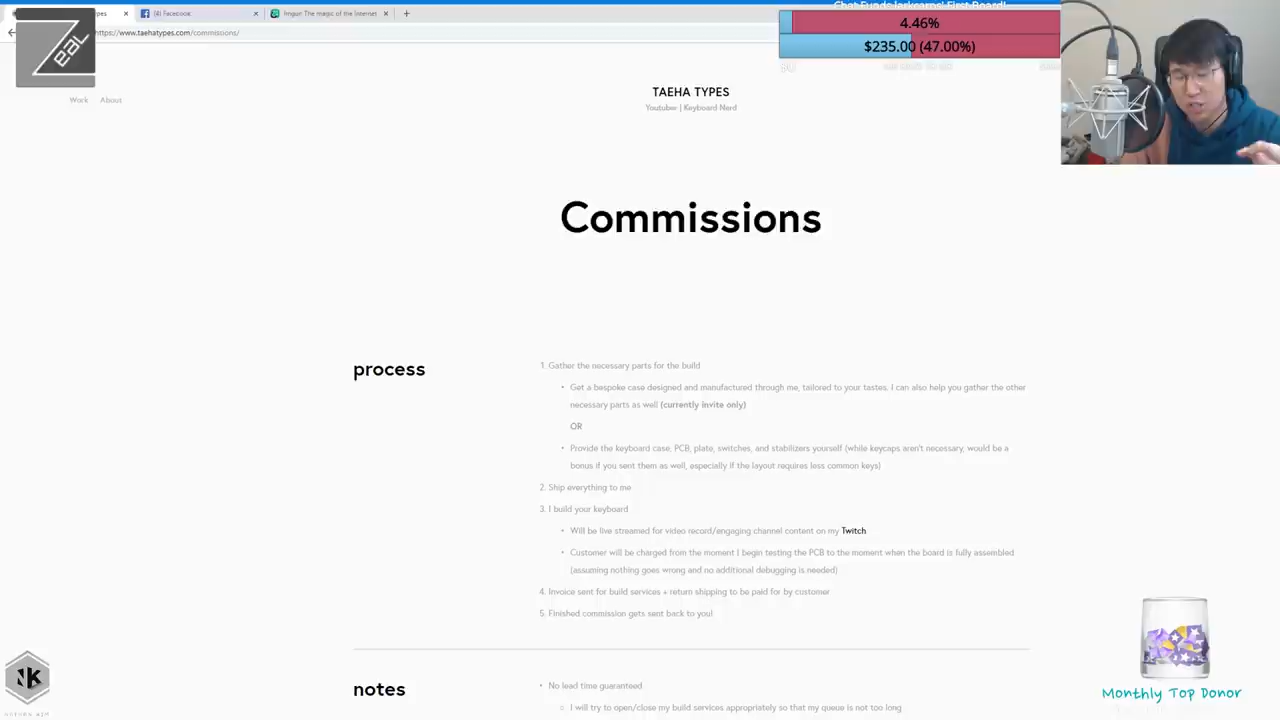 (4) Facebook
Imgur: The magic of the Internet
https://www.taehatypes.com/commissions/
Zeal
Chat Funds Jarkearns' First Board!
4.46%
$235.00 (47.00%)
Work About
TAEHA TYPES
Youtuber | Keyboard Nerd
Commissions
process
1. Gather the necessary parts for the build
• Get a bespoke case designed and manufactured through me, tailored to your tastes. I can also help you gather the other
necessary parts as well (currently invite only)
OR
• Provide the keyboard case, PCB, plate, switches, and stabilizers yourself (while keycaps aren't necessary, would be a
bonus if you sent them as well, especially if the layout requires less common keys)
2. Ship everything to me
3. I build your keyboard
• Will be live streamed for video record/engaging channel content on my Twitch
• Customer will be charged from the moment I begin testing the PCB to the moment when the board is fully assembled
(assuming nothing goes wrong and no additional debugging is needed)
4. Invoice sent for build services + return shipping to be paid for by customer
5. Finished commission gets sent back to you!
notes
• No lead time guaranteed
○ I will try to open/close my build services appropriately so that my queue is not too long
NK
Monthly Top Donor